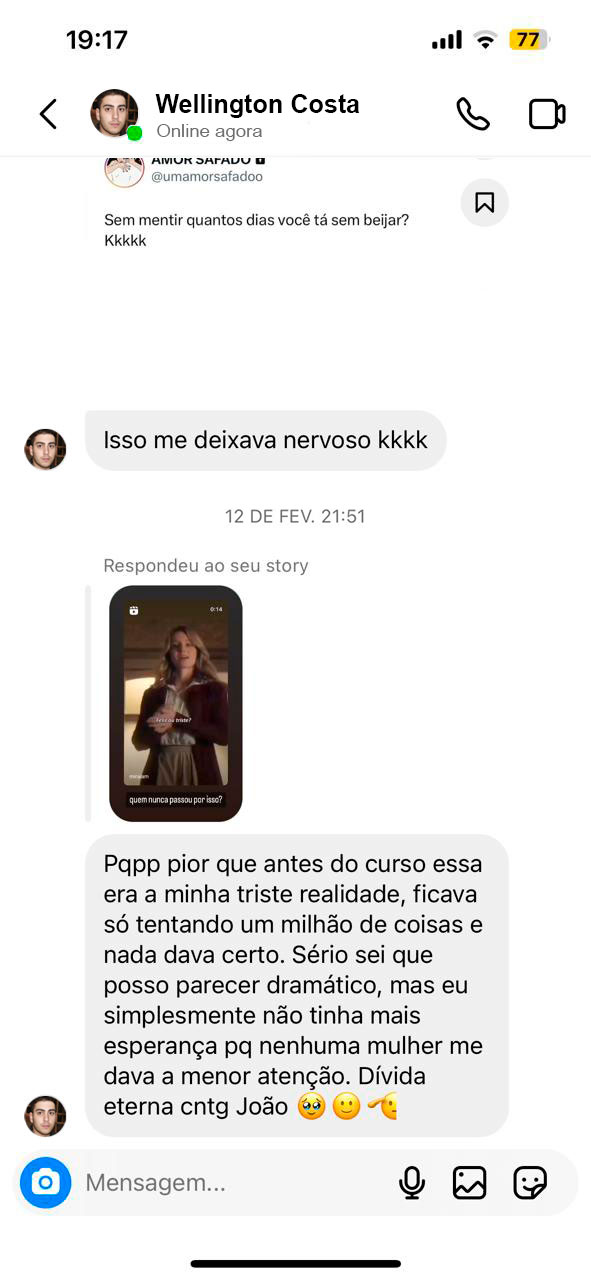 19:17
77
Wellington Costa
Online agora
AMOR SAFADO
@umamorsafadoo
Sem mentir quantos dias você tá sem beijar?
Kkkkk
Isso me deixava nervoso kkkk
12 DE FEV. 21:51
Respondeu ao seu story
0:14
Feliz ou triste?
quem nunca passou por isso?
Pqpp pior que antes do curso essa
era a minha triste realidade, ficava
só tentando um milhão de coisas e
nada dava certo. Sério sei que
posso parecer dramático, mas eu
simplesmente não tinha mais
esperança pq nenhuma mulher me
dava a menor atenção. Dívida
eterna cntg João 🥹🙂🫡
Mensagem...